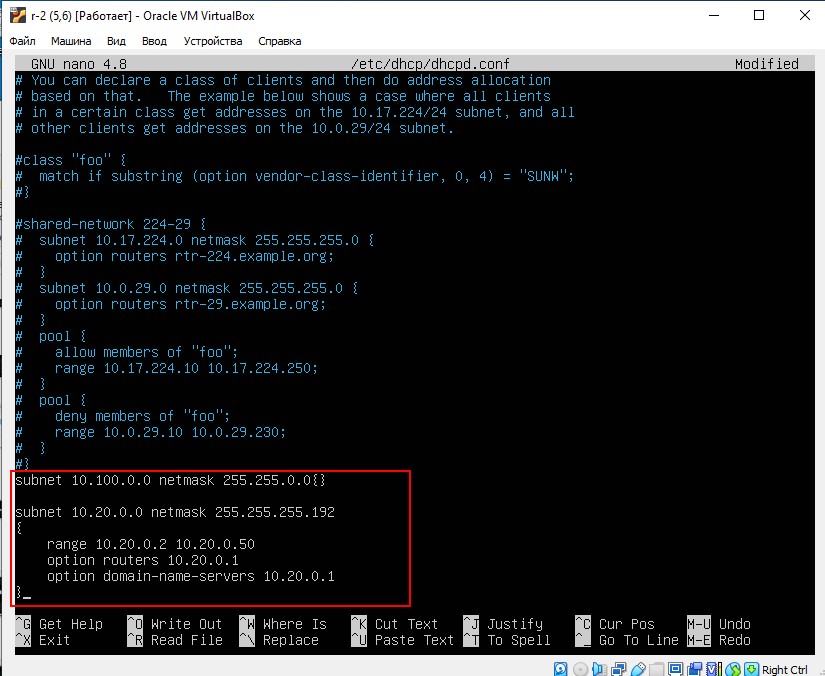 r-2 (5,6) [Работает] - Oracle VM VirtualBox
Файл Машина Вид Ввод Устройства Справка
GNU nano 4.8 /etc/dhcp/dhcpd.conf Modified
# You can declare a class of clients and then do address allocation
# based on that.   The example below shows a case where all clients
# in a certain class get addresses on the 10.17.224/24 subnet, and all
# other clients get addresses on the 10.0.29/24 subnet.
#class "foo" {
#  match if substring (option vendor-class-identifier, 0, 4) = "SUNW";
#}
#shared-network 224-29 {
#  subnet 10.17.224.0 netmask 255.255.255.0 {
#    option routers rtr-224.example.org;
#  }
#  subnet 10.0.29.0 netmask 255.255.255.0 {
#    option routers rtr-29.example.org;
#  }
#  pool {
#    allow members of "foo";
#    range 10.17.224.10 10.17.224.250;
#  }
#  pool {
#    deny members of "foo";
#    range 10.0.29.10 10.0.29.230;
#  }
#}
subnet 10.100.0.0 netmask 255.255.0.0{}
subnet 10.20.0.0 netmask 255.255.255.192
{
    range 10.20.0.2 10.20.0.50
    option routers 10.20.0.1
    option domain-name-servers 10.20.0.1
}_
^G Get Help ^O Write Out ^W Where Is ^K Cut Text ^J Justify ^C Cur Pos M-U Undo
^X Exit ^R Read File ^\ Replace ^U Paste Text ^T To Spell ^_ Go To Line M-E Redo
Right Ctrl